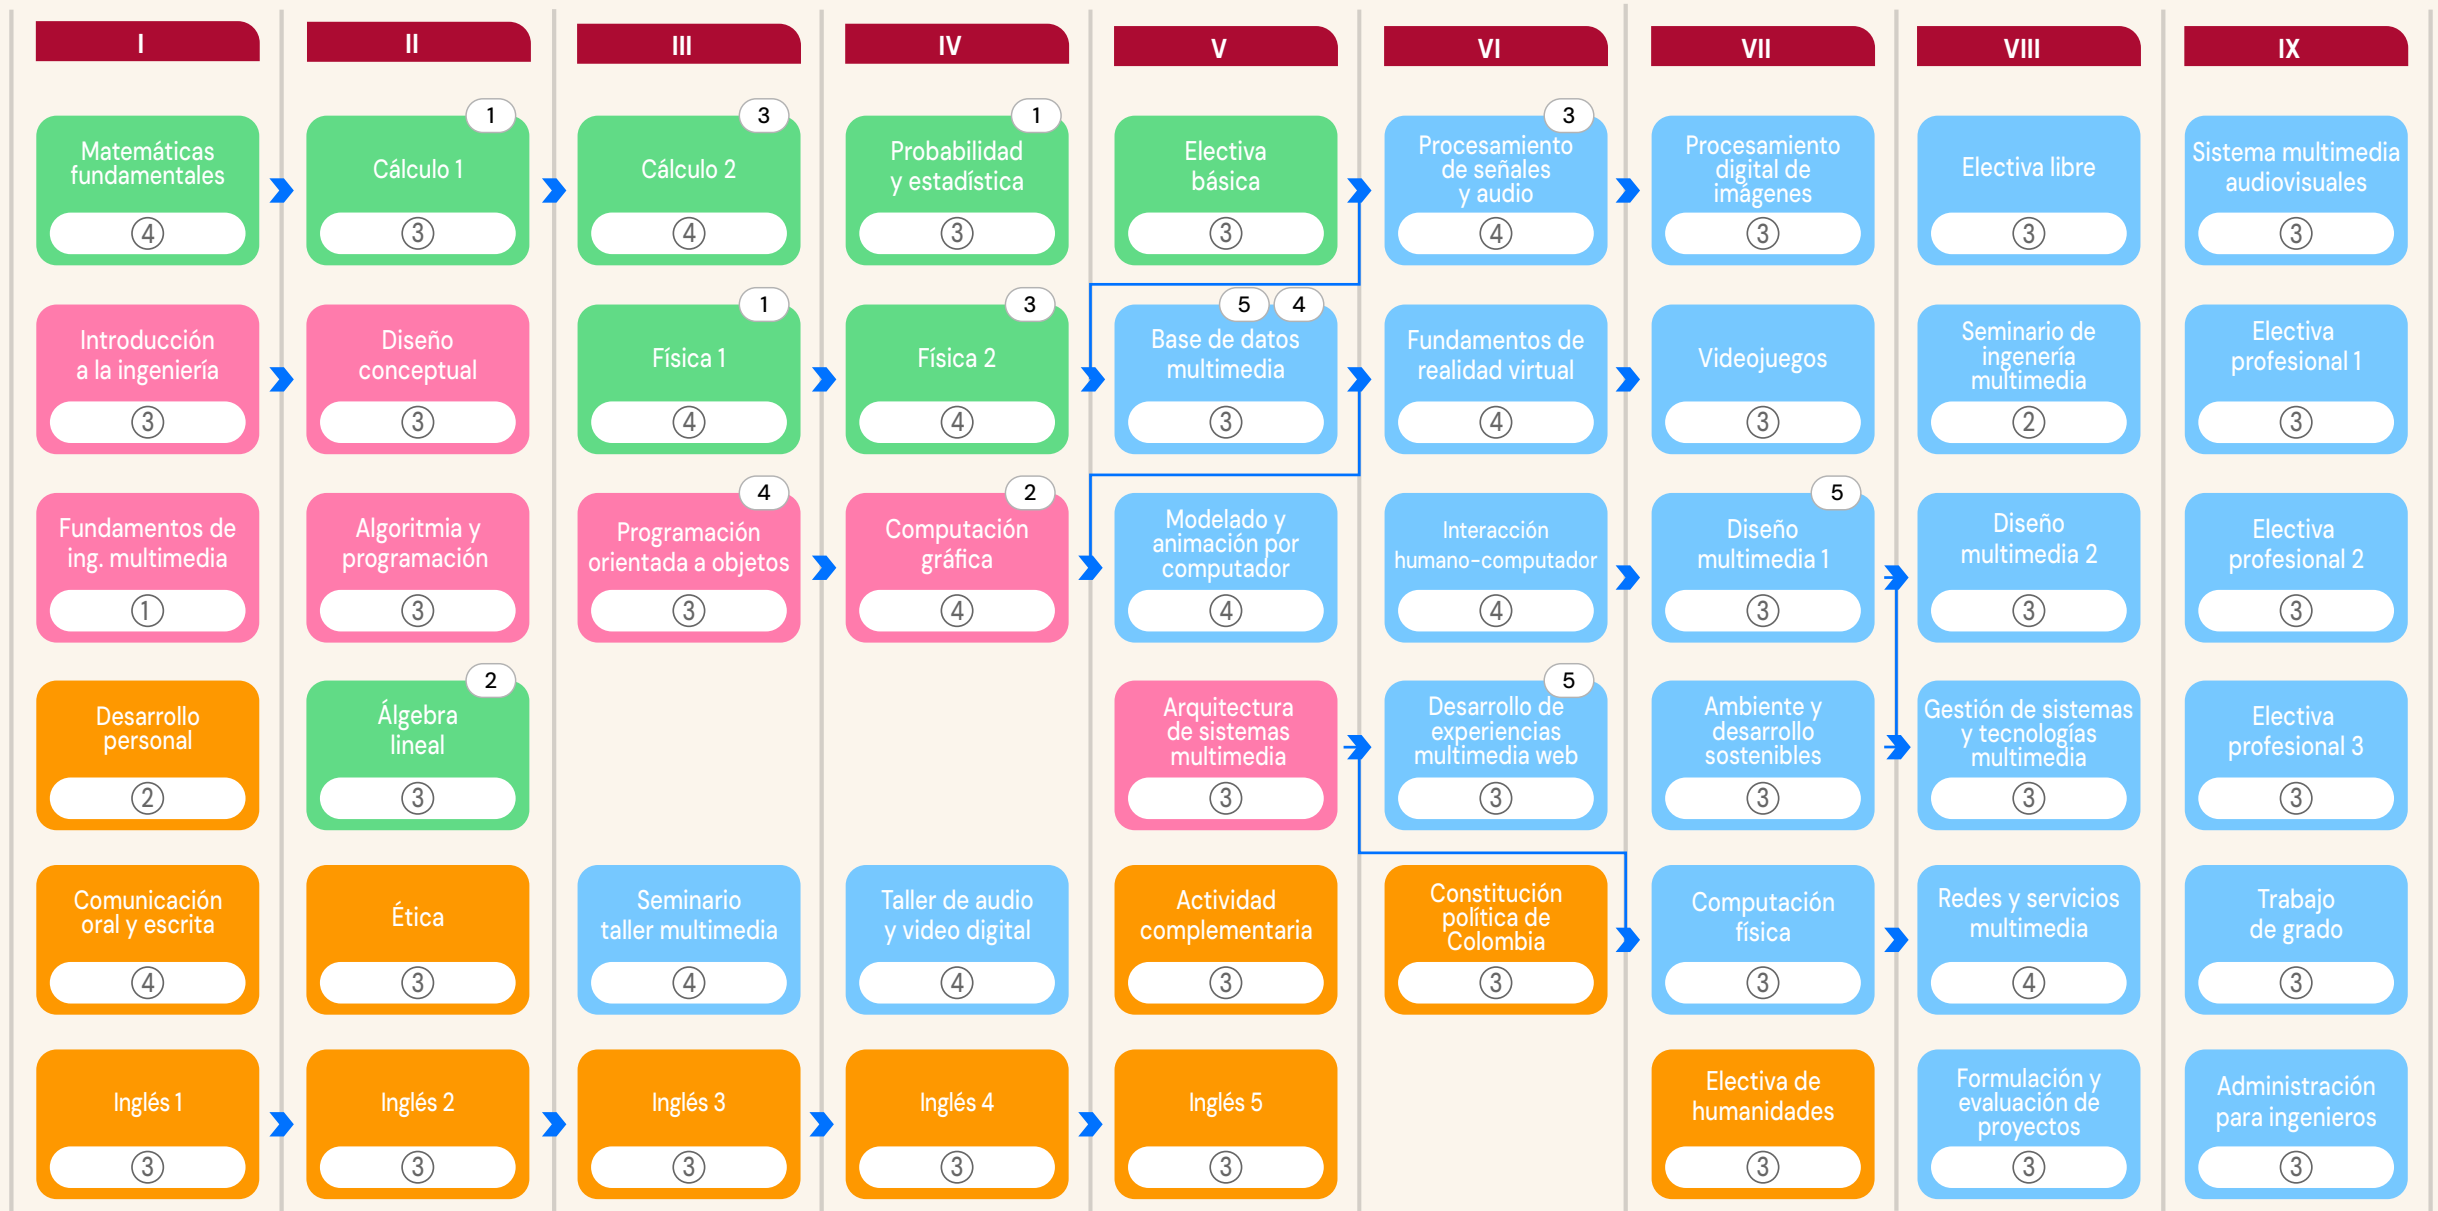 I
II
III
IV
V
VI
VII
VIII
IX
Matemáticas
fundamentales
4
1
Cálculo 1
3
3
Cálculo 2
4
1
Probabilidad
y estadística
3
Electiva
básica
3
3
Procesamiento
de señales
y audio
4
Procesamiento
digital de
imágenes
3
Electiva libre
3
Sistema multimedia
audiovisuales
3
Introducción
a la ingeniería
3
Diseño
conceptual
3
1
Física 1
4
3
Física 2
4
5
4
Base de datos
multimedia
3
Fundamentos de
realidad virtual
4
Videojuegos
3
Seminario de
ingenería
multimedia
2
Electiva
profesional 1
3
Fundamentos de
ing. multimedia
1
Algoritmia y
programación
3
4
Programación
orientada a objetos
3
2
Computación
gráfica
4
Modelado y
animación por
computador
4
Interacción
humano-computador
4
5
Diseño
multimedia 1
3
Diseño
multimedia 2
3
Electiva
profesional 2
3
Desarrollo
personal
2
2
Álgebra
lineal
3
Arquitectura
de sistemas
multimedia
3
5
Desarrollo de
experiencias
multimedia web
3
Ambiente y
desarrollo
sostenibles
3
Gestión de sistemas
y tecnologías
multimedia
3
Electiva
profesional 3
3
Comunicación
oral y escrita
4
Ética
3
Seminario
taller multimedia
4
Taller de audio
y video digital
4
Actividad
complementaria
3
Constitución
política de
Colombia
3
Computación
física
3
Redes y servicios
multimedia
4
Trabajo
de grado
3
Inglés 1
3
Inglés 2
3
Inglés 3
3
Inglés 4
3
Inglés 5
3
Electiva de
humanidades
3
Formulación y
evaluación de
proyectos
3
Administración
para ingenieros
3